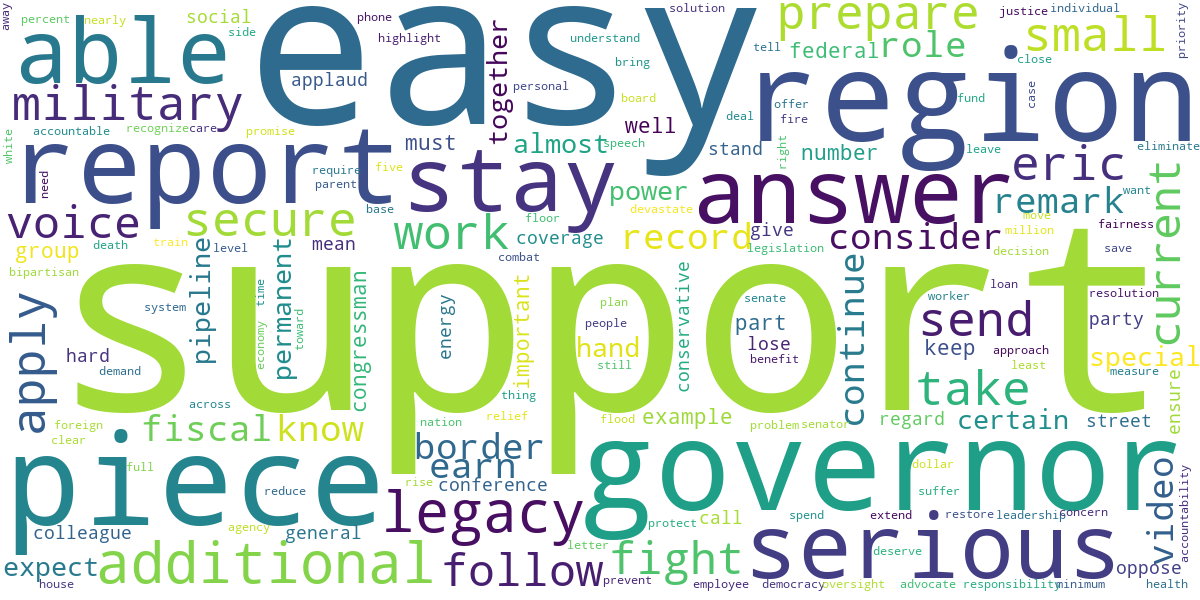 away
percent
nearly
social
side
phone
highlight
solution
understand
bring
prepare
justice
individual
priority
able
easy
applaud
together
personal
tell
federal
role
small
close
region
military
accountable
recognize
care
promise
must
almost
speech
board
well
deal
offer
fire
stand
number
right
fund
case
leave
eliminate
white
need
report
require
parent
five
base
stay
power
answer
eric
remark
want
current
voice
secure
work
floor
coverage
devastate
record
give
legislation
consider
move
million
decision
fairness
save
group
death
train
level
mean
combat
bipartisan
pipeline
time
permanent
congressman
support
system
economy
toward
energy
important
plan
people
still
hand
conservative
senate
part
lose
benefit
continue
worker
loan
resolution
send
party
keep
approach
least
special
measure
apply
hard
demand
across
nation
relief
thing
flood
example
problem
senator
take
regard
certain
street
ensure
foreign
clear
fiscal
know
border
earn
conference
rise
full
reduce
piece
governor
dollar
suffer
legacy
colleague
agency
general
protect
call
spend
extend
restore
leadership
concern
video
accountability
expect
additional
follow
letter
fight
prevent
serious
deserve
oppose
house
employee
democracy
oversight
advocate
responsibility
minimum
health